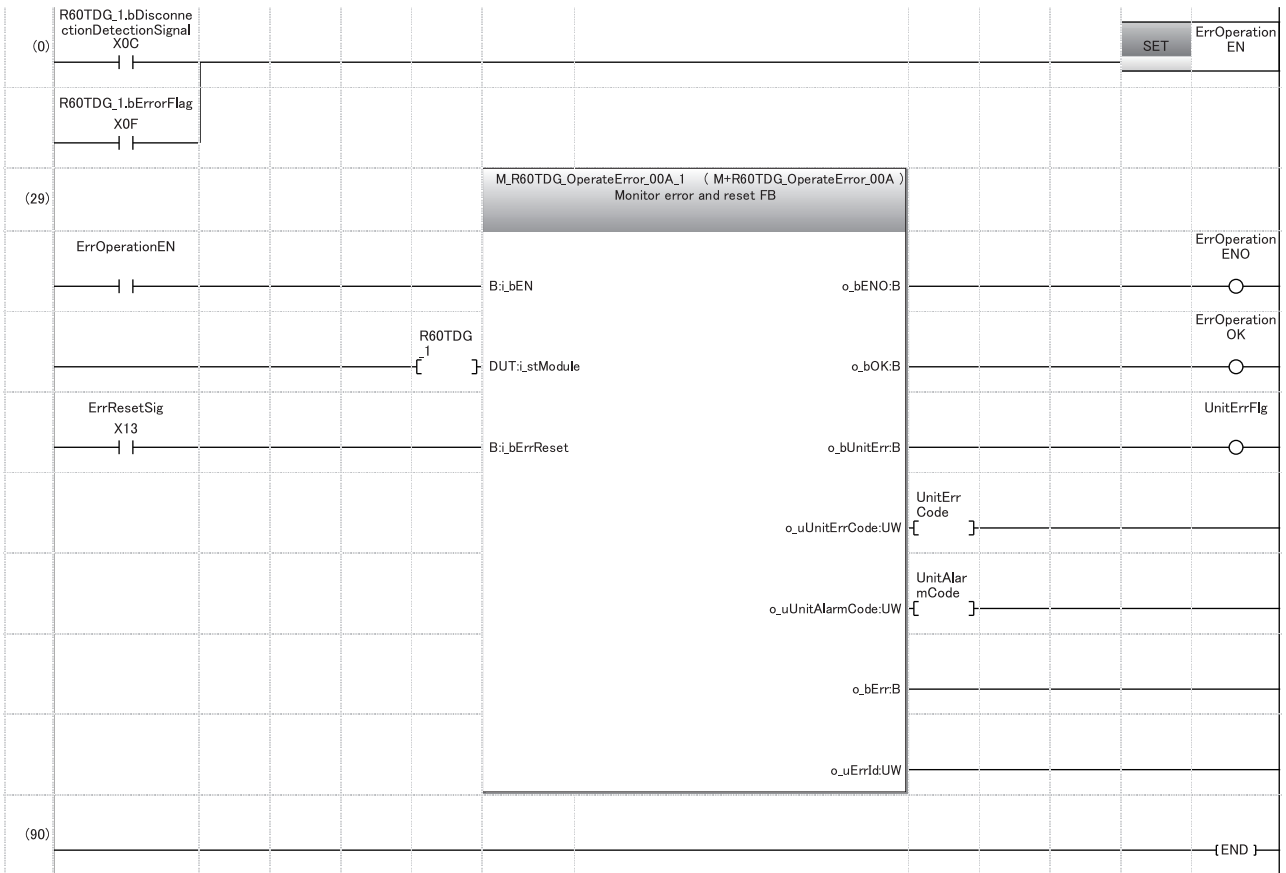 R60TDG_1.bDisconne
ctionDetectionSignal
X0C
(0)
SET
ErrOperation
EN
R60TDG_1.bErrorFlag
X0F
(29)
M_R60TDG_OperateError_00A_1 ( M+R60TDG_OperateError_00A )
Monitor error and reset FB
ErrOperationEN
B:i_bEN
o_bENO:B
ErrOperation
ENO
R60TDG
_1
DUT:i_stModule
o_bOK:B
ErrOperation
OK
ErrResetSig
X13
B:i_bErrReset
o_bUnitErr:B
UnitErrFlg
o_uUnitErrCode:UW
UnitErr
Code
o_uUnitAlarmCode:UW
UnitAlar
mCode
o_bErr:B
o_uErrId:UW
(90)
END